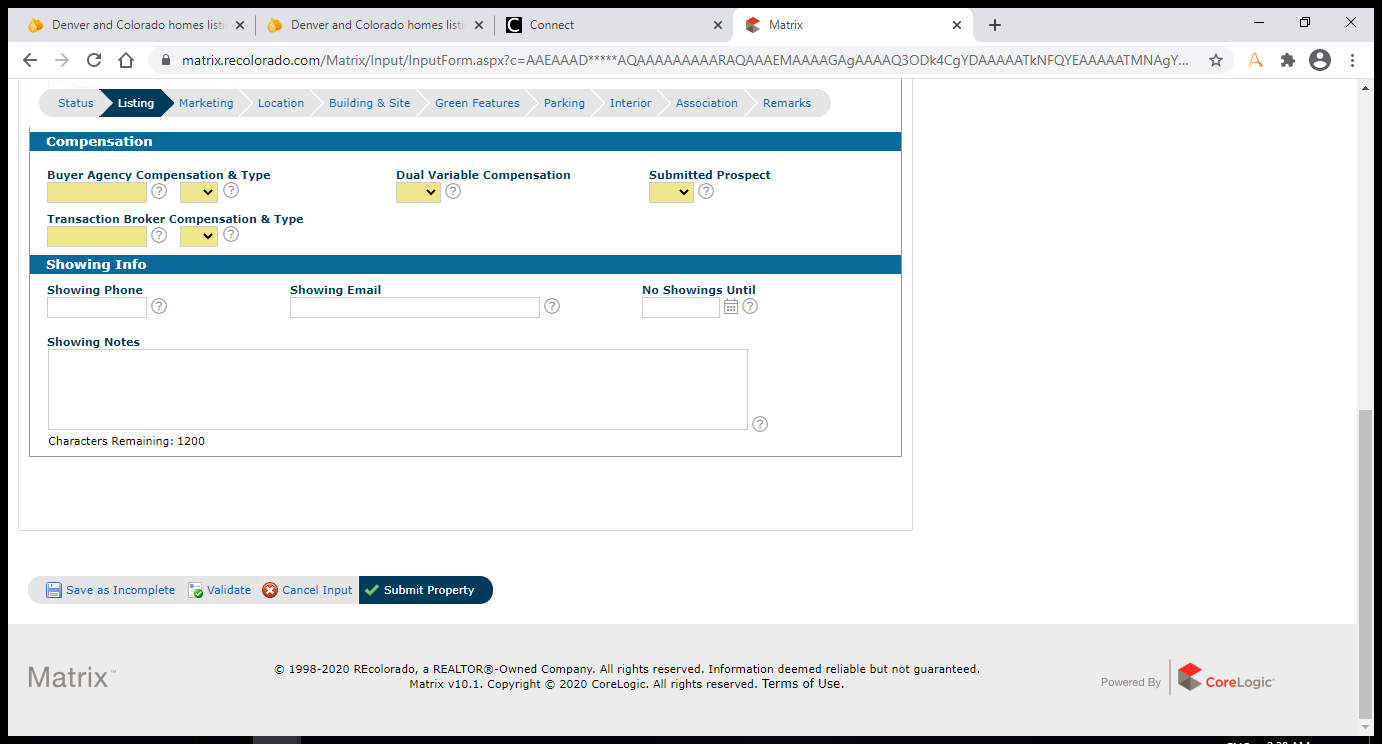 Denver and Colorado homes listi
Denver and Colorado homes listi
Connect
Matrix
matrix.recolorado.com/Matrix/Input/InputForm.aspx?c=AAEAAAD*****AQAAAAAAAAARAQAAAEMAAAAGAgAAAAQ3ODk4CgYDAAAAATkNFQYEAAAAATMNAgY...
Status Listing Marketing Location Building & Site Green Features Parking Interior Association Remarks
Compensation
Buyer Agency Compensation & Type Dual Variable Compensation Submitted Prospect
Transaction Broker Compensation & Type
Showing Info
Showing Phone Showing Email No Showings Until
Showing Notes
Characters Remaining: 1200
Save as Incomplete Validate Cancel Input Submit Property
Matrix™
© 1998-2020 REcolorado, a REALTOR®-Owned Company. All rights reserved. Information deemed reliable but not guaranteed.
Matrix v10.1. Copyright © 2020 CoreLogic. All rights reserved. Terms of Use.
Powered By CoreLogic